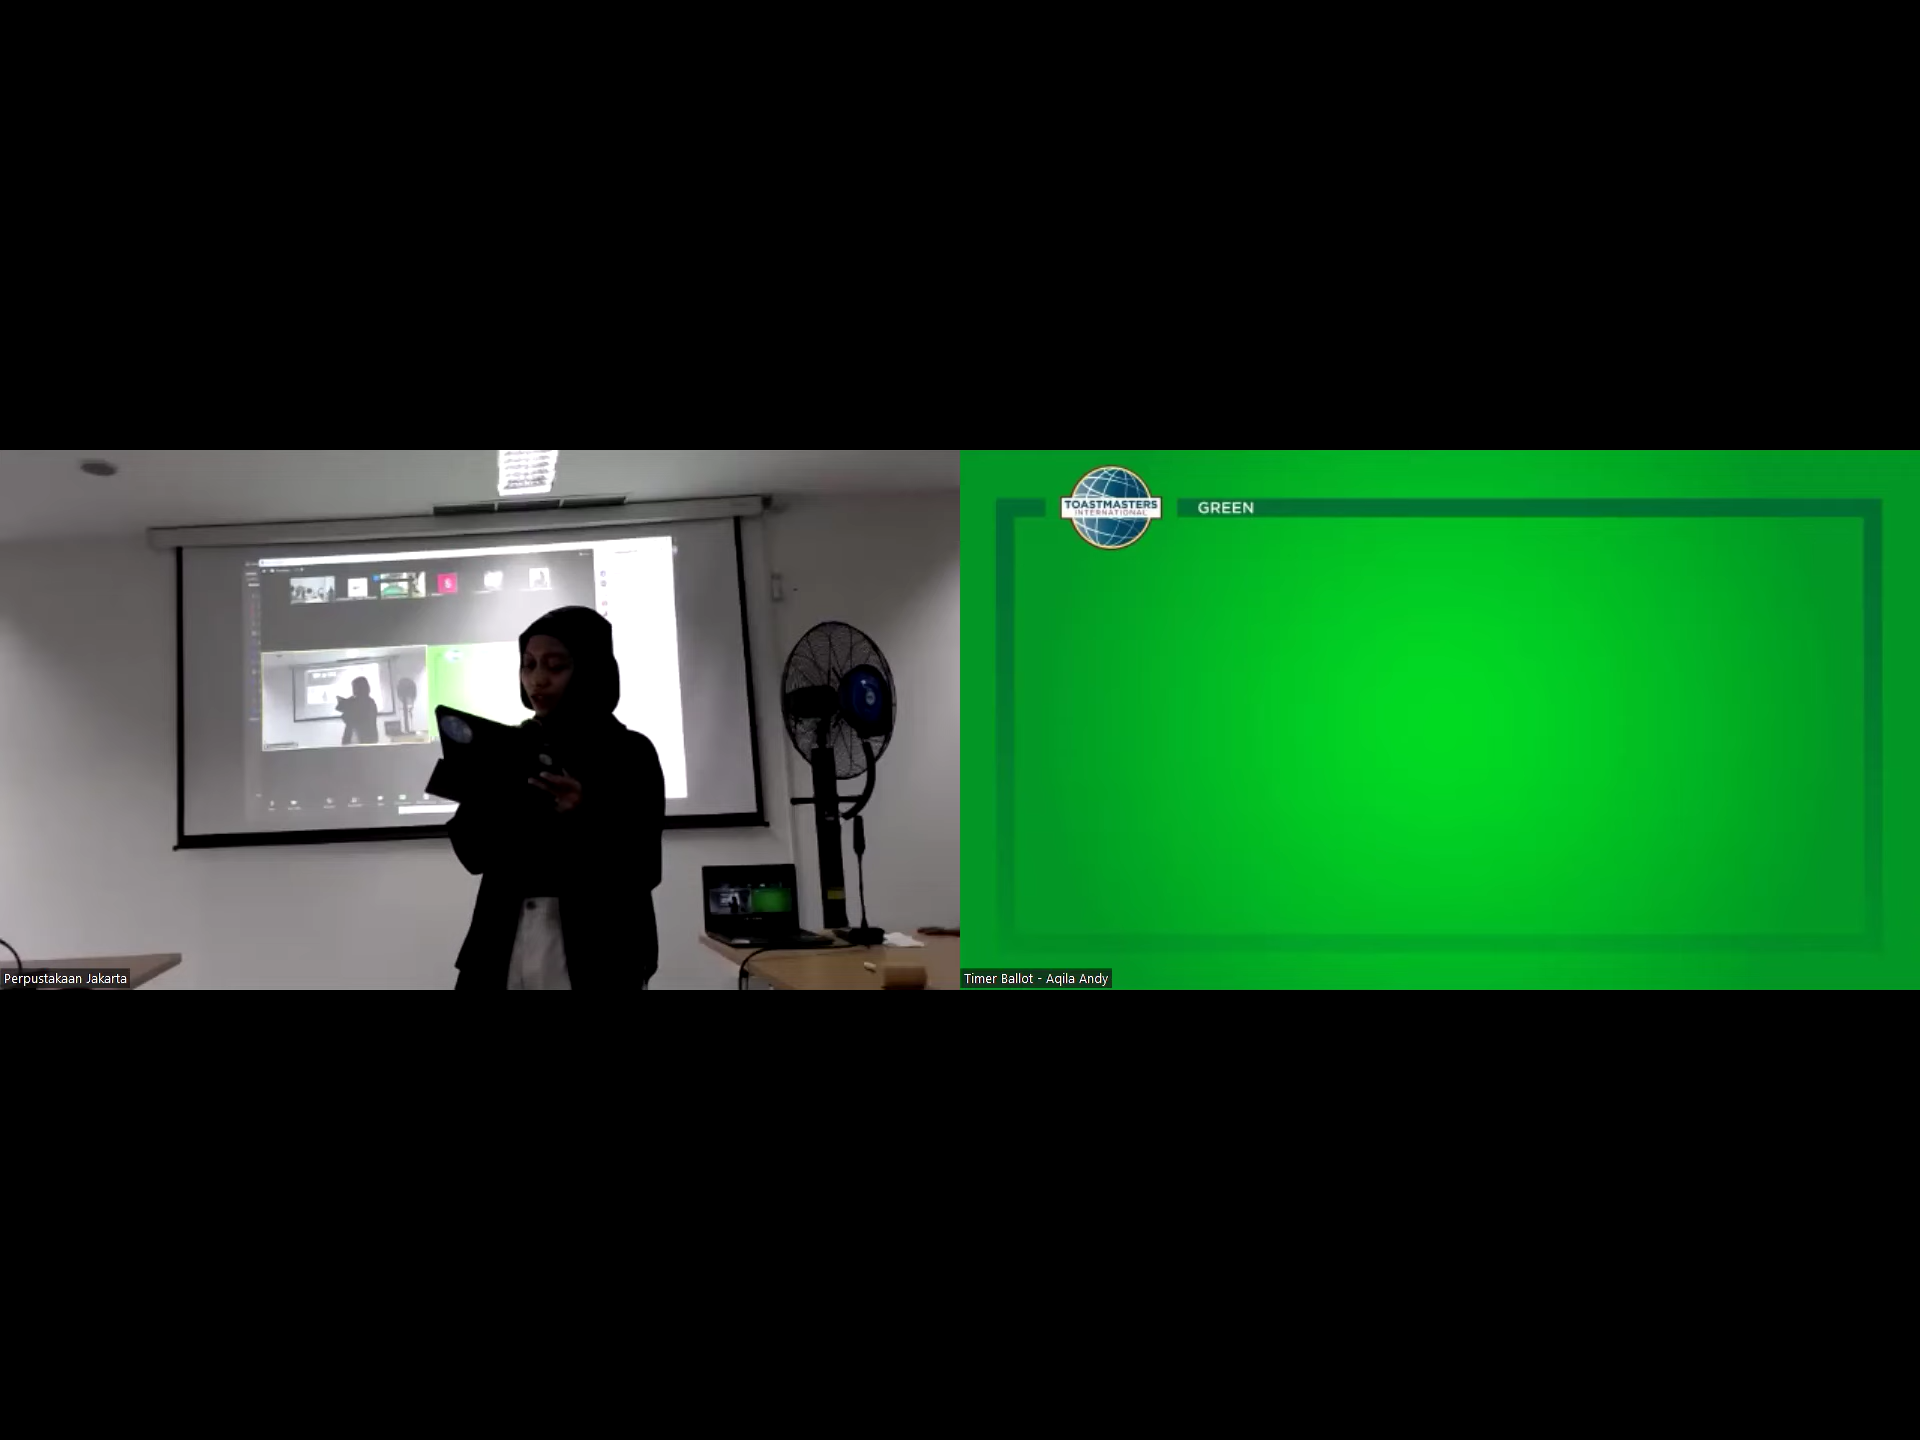 TOASTMASTERS
INTERNATIONAL
GREEN
Perpustakaan Jakarta
Timer Ballot - Aqila Andy